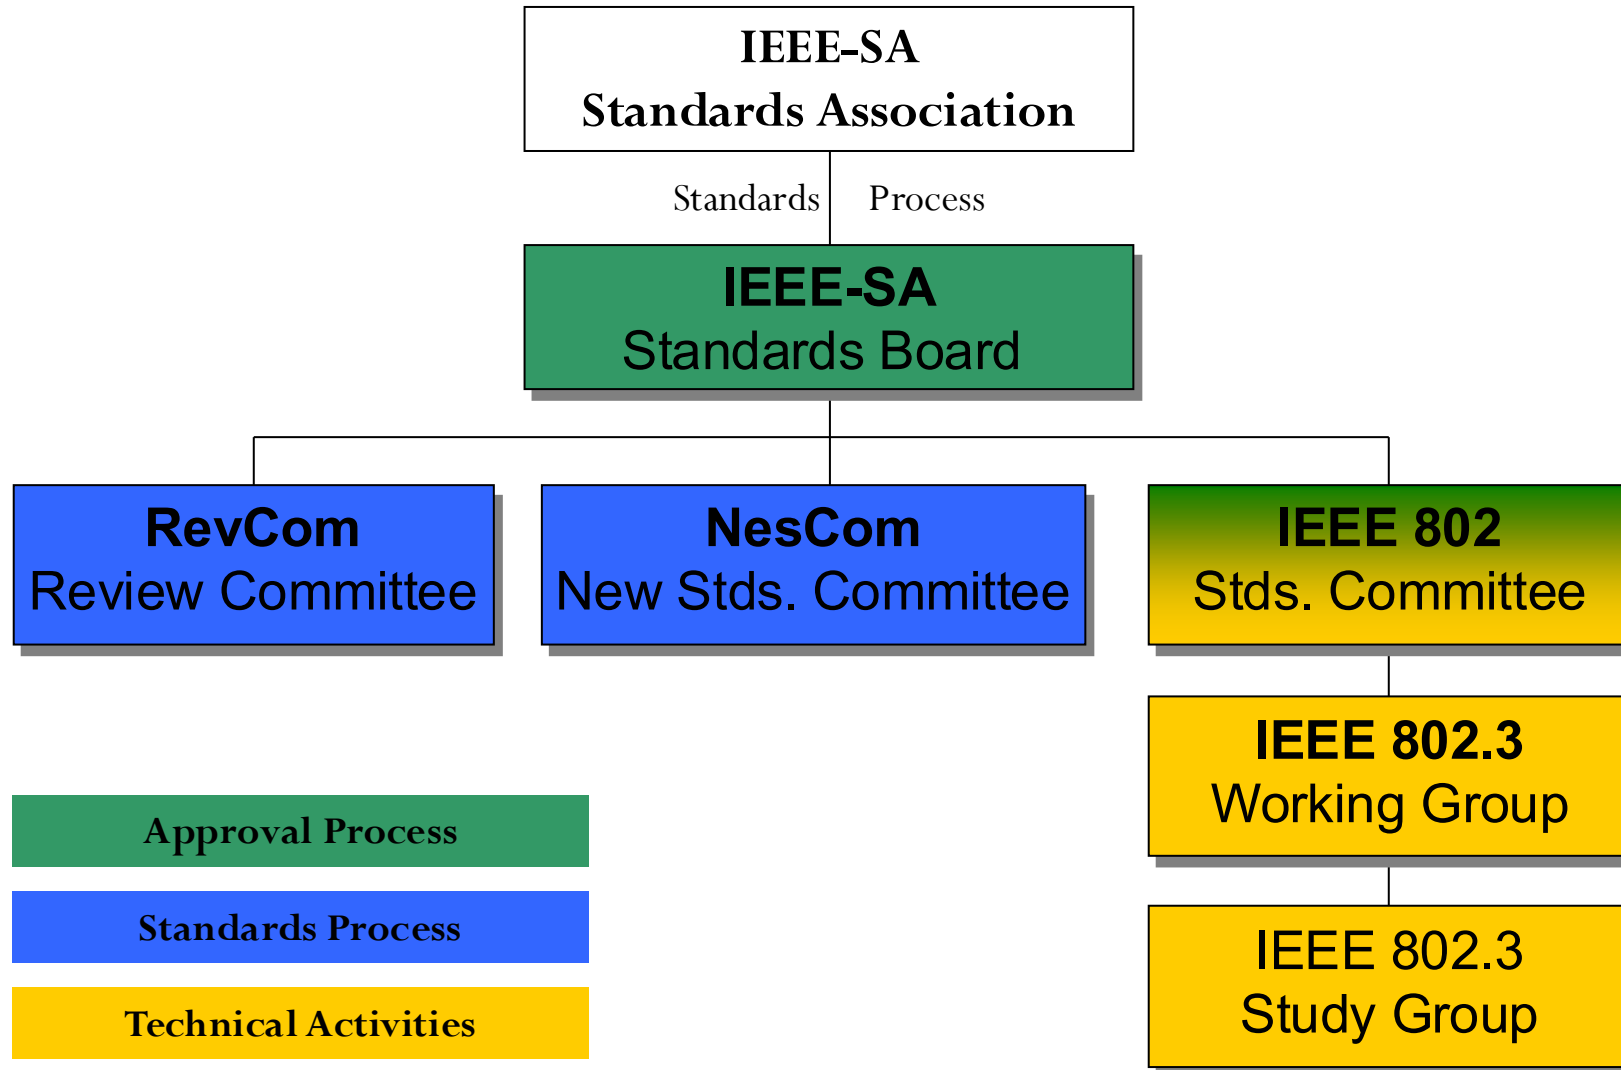 IEEE-SA
Standards Association
Standards Process
IEEE-SA
Standards Board
RevCom
Review Committee
NesCom
New Stds. Committee
IEEE 802
Stds. Committee
IEEE 802.3
Working Group
IEEE 802.3
Study Group
Approval Process
Standards Process
Technical Activities